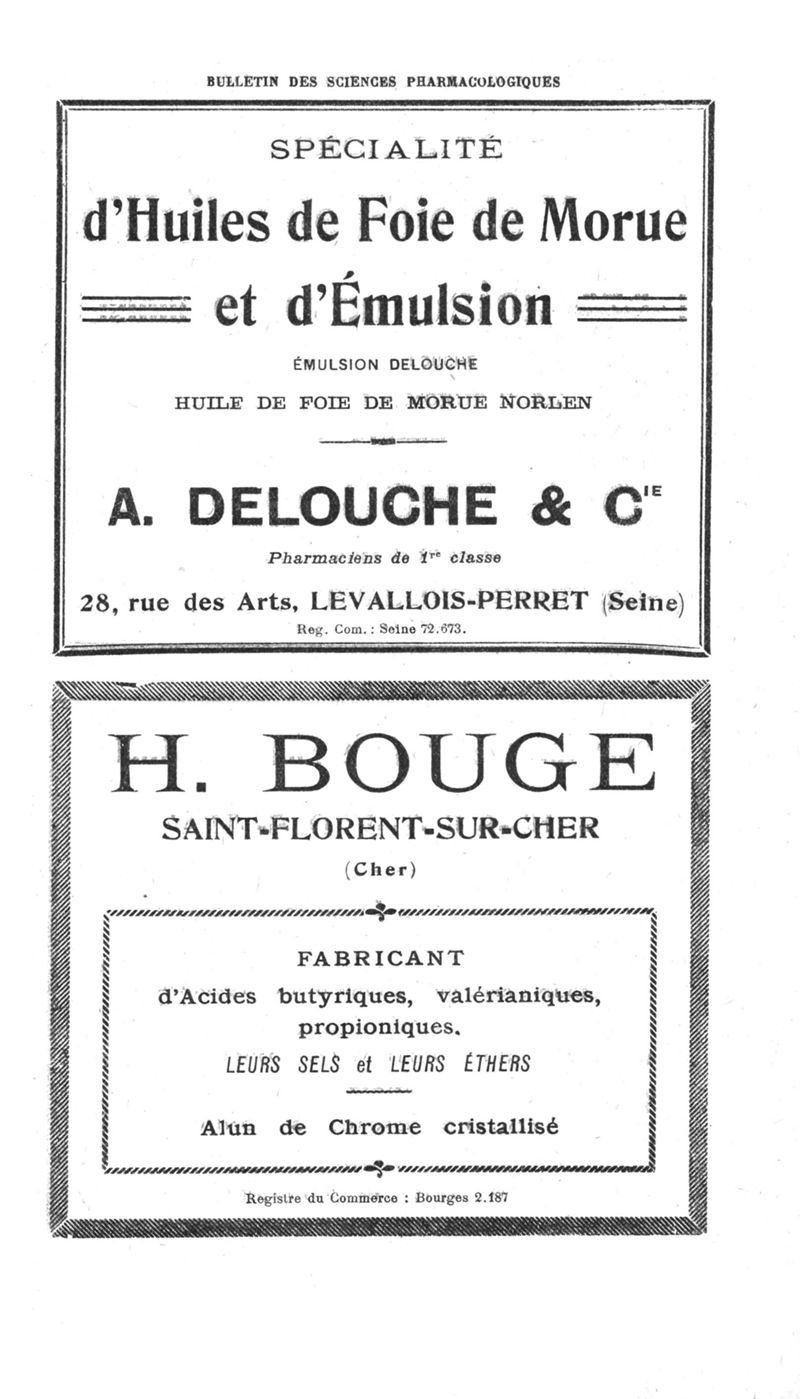 BULLETIN DES SCIENCES PHARMACOLOGIQUES
SPÉCIALITÉ
d'Huiles de Foie de Morue
et d'Émulsion
ÉMULSION DELOUCHE
HUILE DE FOIE DE MORUE NORLEN
A. DELOUCHE & CIE
Pharmaciens de 1re classe
28, rue des Arts, LEVALLOIS-PERRET (Seine)
Reg. Com. : Seine 72.673.
H. BOUGE
SAINT-FLORENT-SUR-CHER
(Cher)
FABRICANT
d'Acides butyriques, valérianiques,
propioniques.
LEURS SELS et LEURS ÉTHERS
Alun de Chrome cristallisé
Registre du Commerce : Bourges 2.187